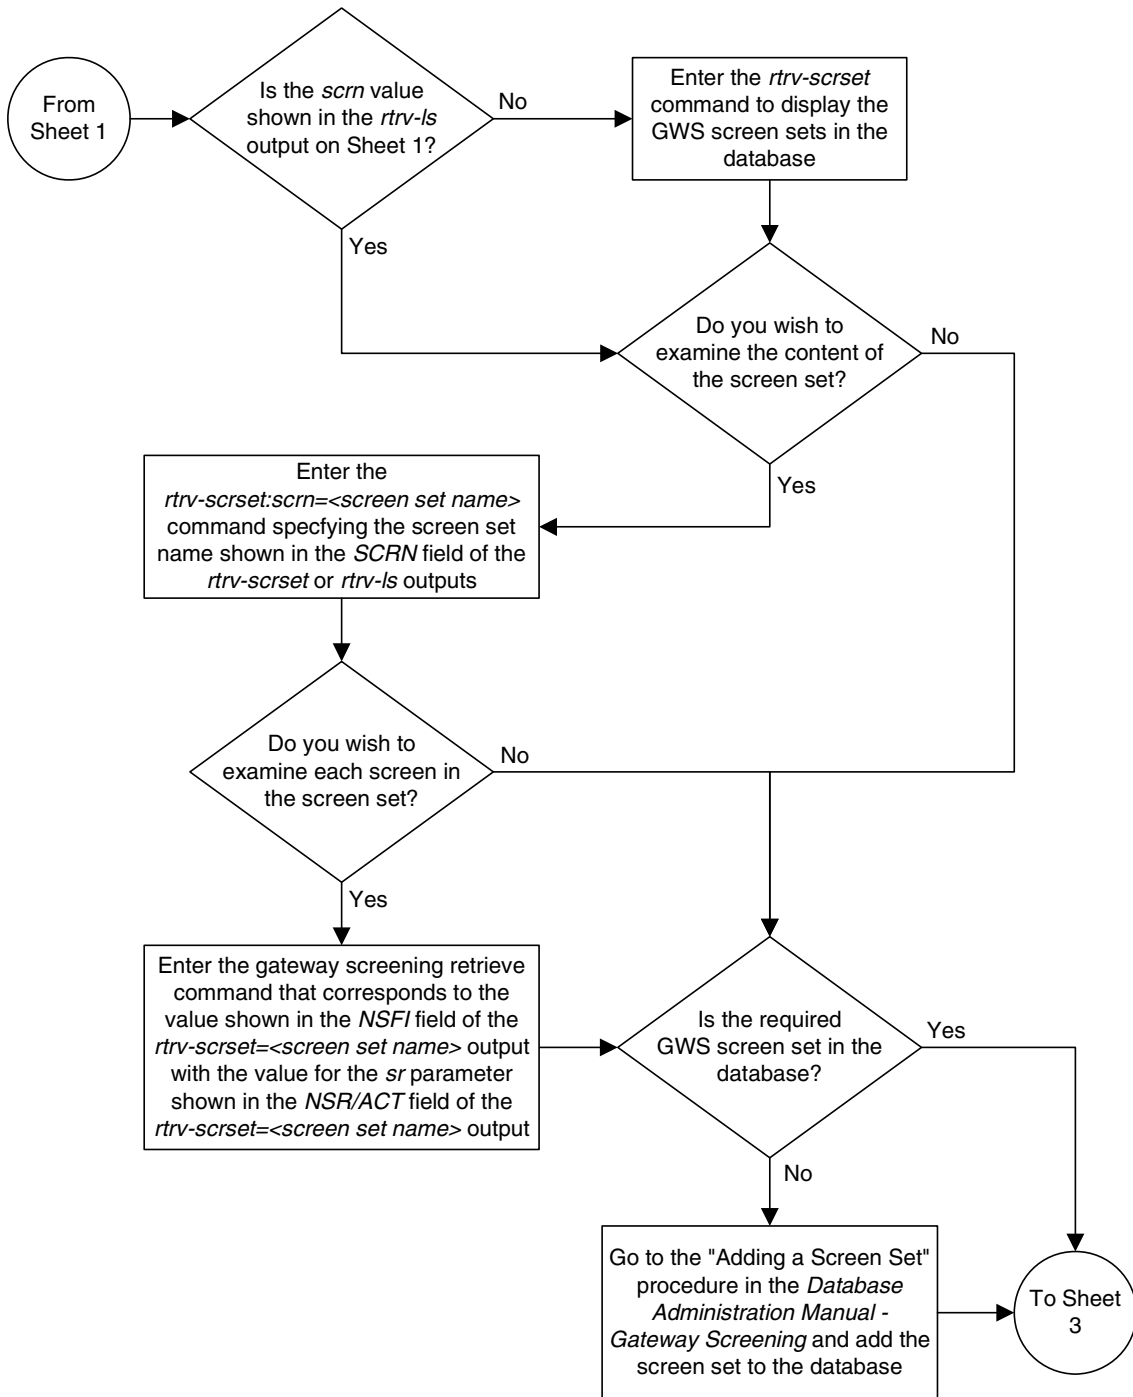 From
Sheet 1
Is the scrn value
shown in the rtrv-ls
output on Sheet 1?
No
Yes
Enter the rtrv-scrset
command to display the
GWS screen sets in the
database
Do you wish to
examine the content of
the screen set?
No
Yes
Enter the
rtrv-scrset:scrn=<screen set name>
command specfying the screen set
name shown in the SCRN field of the
rtrv-scrset or rtrv-ls outputs
Do you wish to
examine each screen in
the screen set?
No
Yes
Enter the gateway screening retrieve
command that corresponds to the
value shown in the NSFI field of the
rtrv-scrset=<screen set name> output
with the value for the sr parameter
shown in the NSR/ACT field of the
rtrv-scrset=<screen set name> output
Is the required
GWS screen set in the
database?
Yes
No
Go to the "Adding a Screen Set"
procedure in the Database
Administration Manual -
Gateway Screening and add the
screen set to the database
To Sheet
3